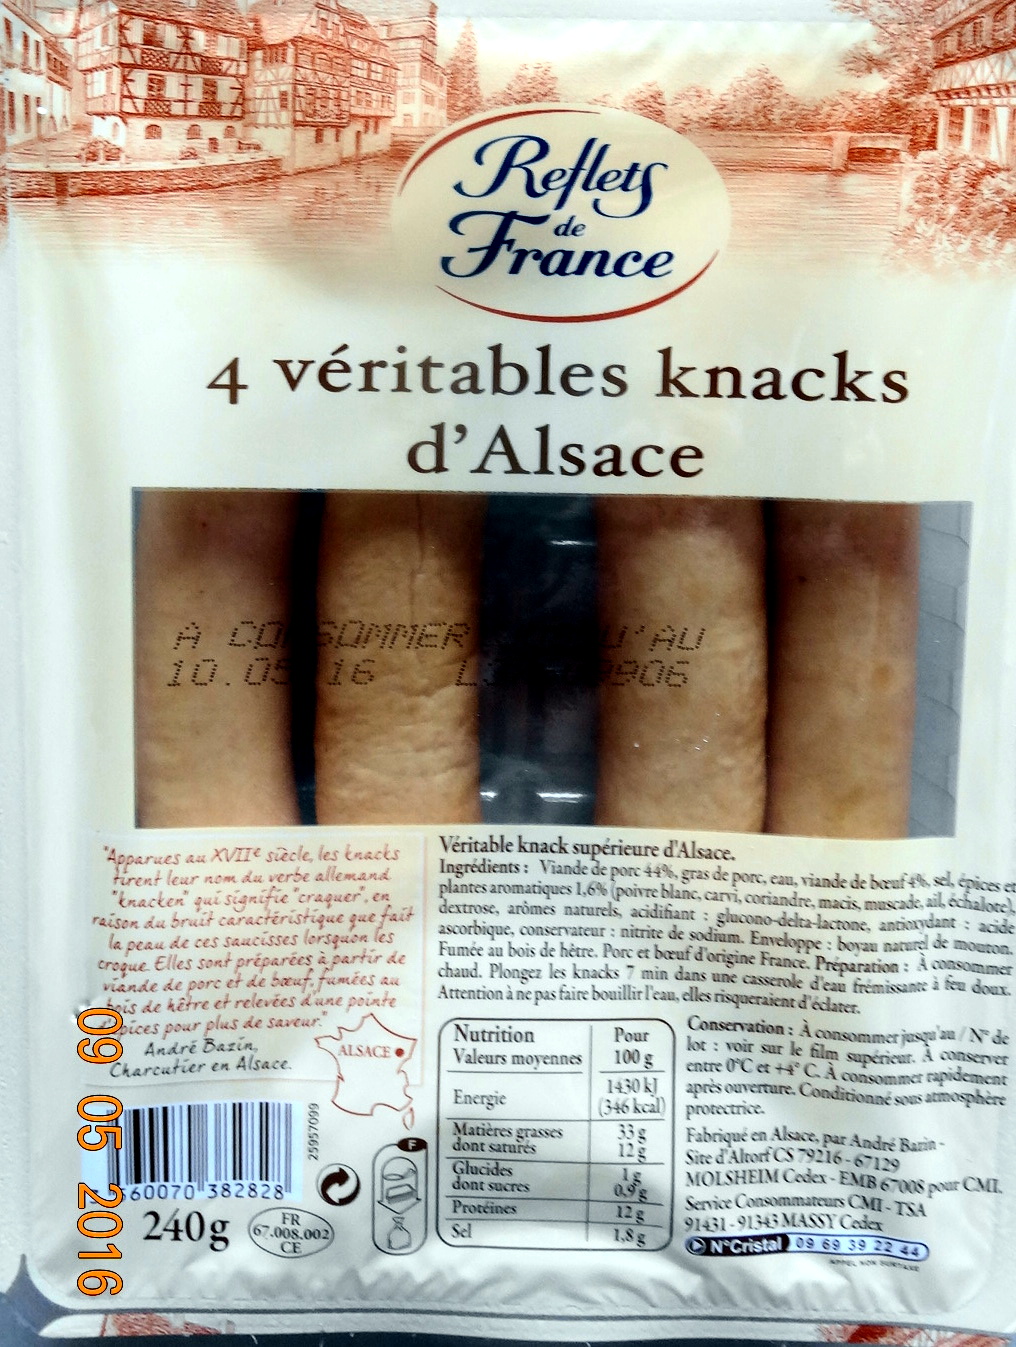 Reflets
de
France
4 véritables knacks
d'Alsace
À CONSOMMER U'AU
10.05 16 906
"Apparues au XVIIe siècle, les knacks
tirent leur nom du verbe allemand
"knacken" qui signifie "craquer", en
raison du bruit caractéristique que fait
la peau de ces saucisses lorsqu'on les
croque. Elles sont préparées à partir de
viande de porc et de bœuf, fumées au
bois de hêtre et relevées d'une pointe
d'épices pour plus de saveur."
André Bazin,
Charcutier en Alsace.
ALSACE
Véritable knack supérieure d'Alsace.
Ingrédients : Viande de porc 44%, gras de porc, eau, viande de bœuf 4%, sel, épices et
plantes aromatiques 1,6% (poivre blanc, carvi, coriandre, macis, muscade, ail, échalote),
dextrose, arômes naturels, acidifiant : glucono-delta-lactone, antioxydant : acide
ascorbique, conservateur : nitrite de sodium. Enveloppe : boyau naturel de mouton.
Fumée au bois de hêtre. Porc et bœuf d'origine France. Préparation : À consommer
chaud. Plongez les knacks 7 min dans une casserole d'eau frémissante à feu doux.
Attention à ne pas faire bouillir l'eau, elles risqueraient d'éclater.
Nutrition Pour
Valeurs moyennes 100 g
Energie 1430 kJ
(346 kcal)
Matières grasses 33 g
dont saturés 12 g
Glucides 1 g
dont sucres 0,9 g
Protéines 12 g
Sel 1,8 g
Conservation : À consommer jusqu'au / N° de
lot : voir sur le film supérieur. À conserver
entre 0°C et +4° C. À consommer rapidement
après ouverture. Conditionné sous atmosphère
protectrice.
Fabriqué en Alsace, par André Bazin -
Site d'Altorf CS 79216 - 67129
MOLSHEIM Cedex - EMB 67008 pour CMI.
Service Consommateurs CMI - TSA
91431 - 91343 MASSY Cedex
N°Cristal 09 69 39 22 44
APPEL NON SURTAXÉ
25957099
560070 382828
240g
FR
67.008.002
CE
F
09 05 2016